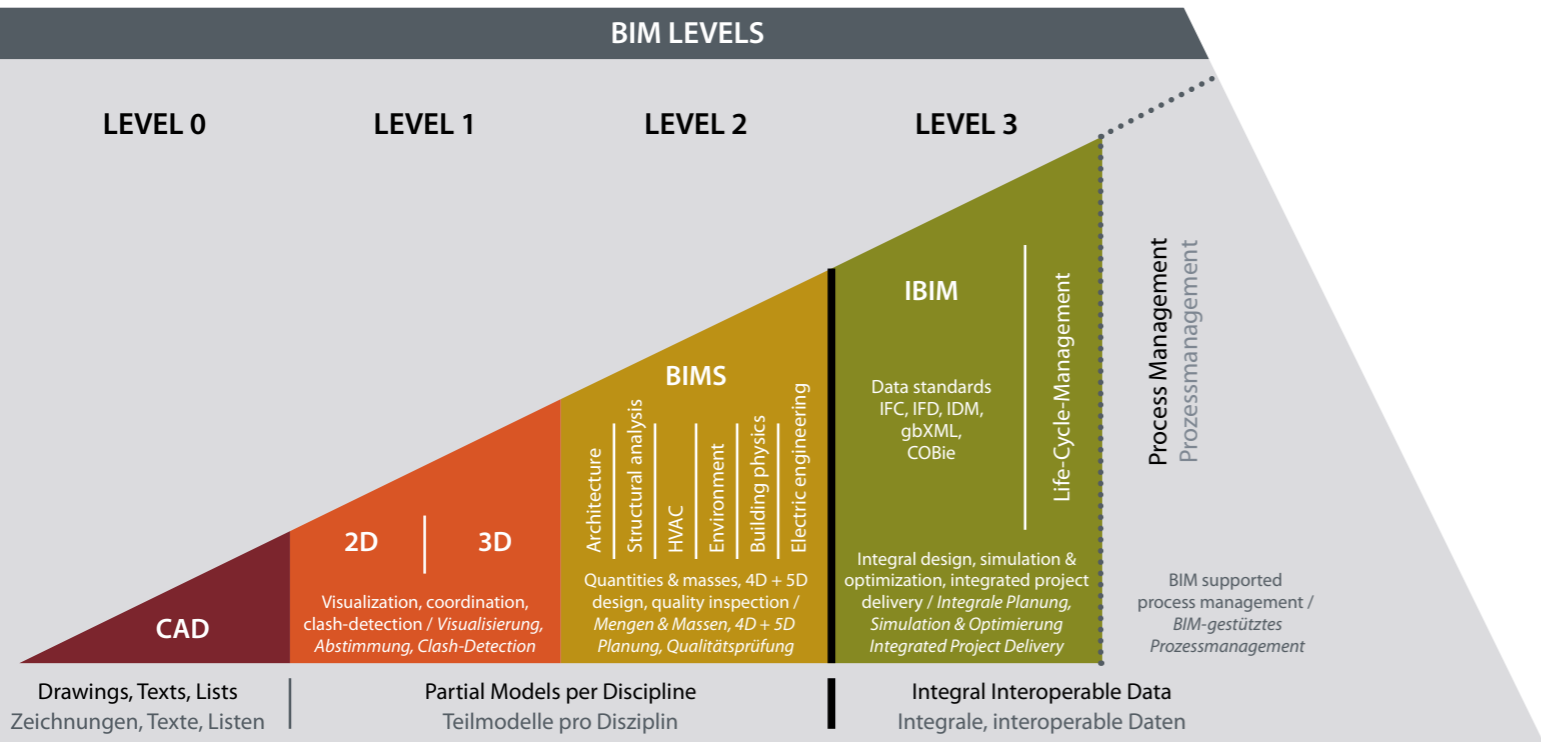 BIM LEVELS
LEVEL 0
LEVEL 1
LEVEL 2
LEVEL 3
CAD
2D
3D
Visualization, coordination,
clash-detection / Visualisierung,
Abstimmung, Clash-Detection
BIMS
Architecture
Structural analysis
HVAC
Environment
Building physics
Electric engineering
Quantities & masses, 4D + 5D
design, quality inspection /
Mengen & Massen, 4D + 5D
Planung, Qualitätsprüfung
IBIM
Data standards
IFC, IFD, IDM,
gbXML,
COBie
Life-Cycle-Management
Integral design, simulation &
optimization, integrated project
delivery / Integrale Planung,
Simulation & Optimierung
Integrated Project Delivery
Process Management
Prozessmanagement
BIM supported
process management /
BIM-gestütztes
Prozessmanagement
Drawings, Texts, Lists
Zeichnungen, Texte, Listen
Partial Models per Discipline
Teilmodelle pro Disziplin
Integral Interoperable Data
Integrale, interoperable Daten